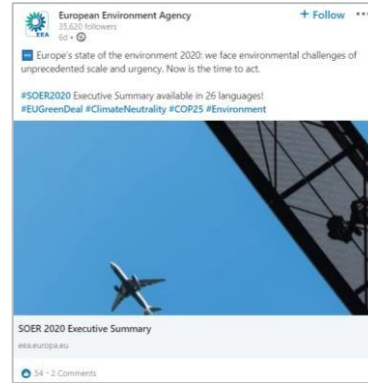 European Environment Agency
35,620 followers
6d
EEA
+ Follow
Europe's state of the environment 2020: we face environmental challenges of
unprecedented scale and urgency. Now is the time to act.
#SOER2020 Executive Summary available in 26 languages!
#EUGreenDeal #ClimateNeutrality #COP25 #Environment
SOER 2020 Executive Summary
eea.europa.eu
54 · 2 Comments